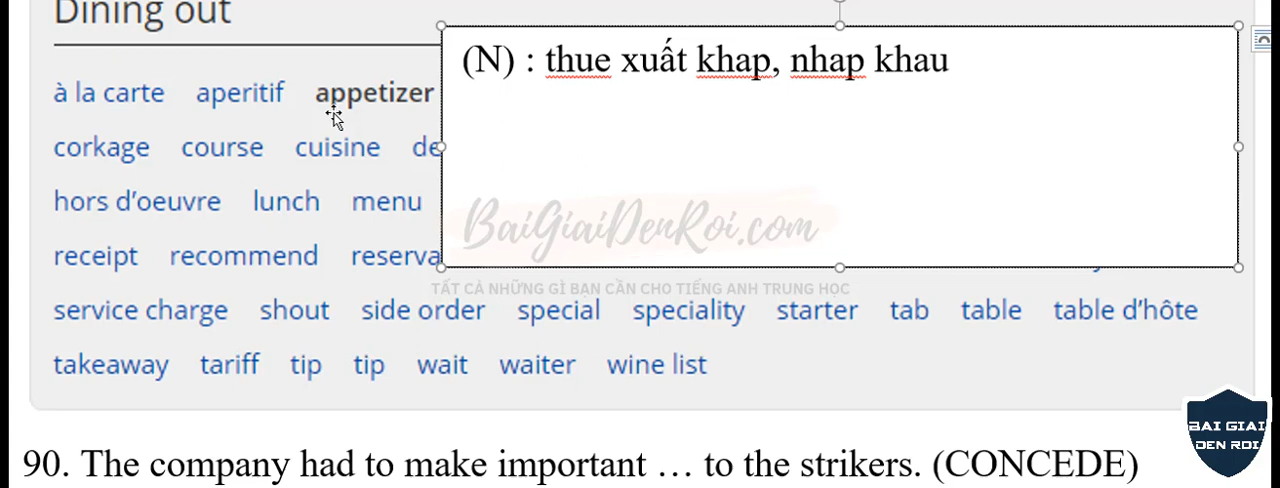 Dining out
(N) : thue xuất khap, nhap khau
à la carte aperitif appetizer
corkage course cuisine
hors d’oeuvre lunch menu
BaiGiaiDenRoi.com
receipt recommend
TẤT CẢ NHỮNG GÌ BẠN CẦN CHO TIẾNG ANH TRUNG HỌC
service charge shout side order special speciality starter tab table table d’hôte
takeaway tariff tip tip wait waiter wine list
BAI GIAI
DEN ROI
90. The company had to make important … to the strikers. (CONCEDE)